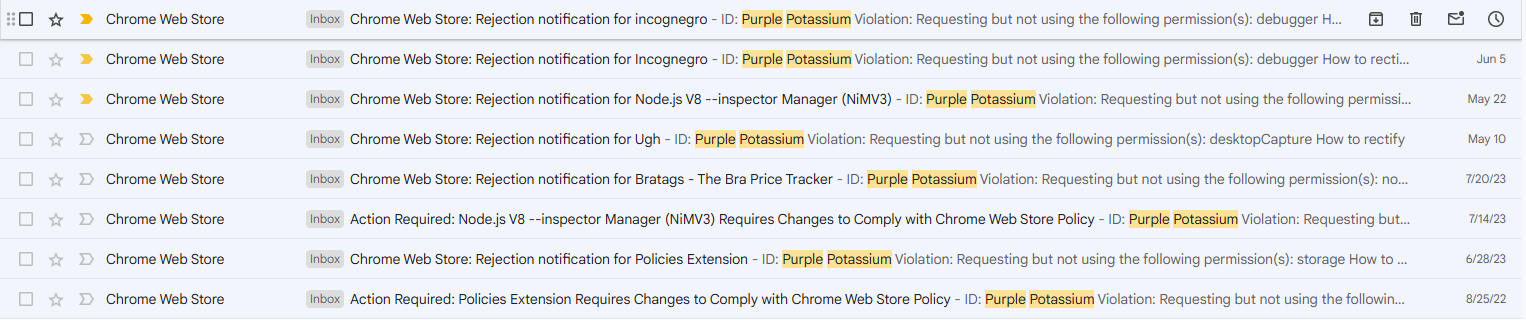 Chrome Web Store Inbox Chrome Web Store: Rejection notification for incognegro - ID: Purple Potassium Violation: Requesting but not using the following permission(s): debugger H...
Chrome Web Store Inbox Chrome Web Store: Rejection notification for Incognegro - ID: Purple Potassium Violation: Requesting but not using the following permission(s): debugger How to recti... Jun 5
Chrome Web Store Inbox Chrome Web Store: Rejection notification for Node.js V8 --inspector Manager (NiMV3) - ID: Purple Potassium Violation: Requesting but not using the following permissi... May 22
Chrome Web Store Inbox Chrome Web Store: Rejection notification for Ugh - ID: Purple Potassium Violation: Requesting but not using the following permission(s): desktopCapture How to rectify May 10
Chrome Web Store Inbox Chrome Web Store: Rejection notification for Bratags - The Bra Price Tracker - ID: Purple Potassium Violation: Requesting but not using the following permission(s): no... 7/20/23
Chrome Web Store Inbox Action Required: Node.js V8 --inspector Manager (NiMV3) Requires Changes to Comply with Chrome Web Store Policy - ID: Purple Potassium Violation: Requesting but... 7/14/23
Chrome Web Store Inbox Chrome Web Store: Rejection notification for Policies Extension - ID: Purple Potassium Violation: Requesting but not using the following permission(s): storage How to ... 6/28/23
Chrome Web Store Inbox Action Required: Policies Extension Requires Changes to Comply with Chrome Web Store Policy - ID: Purple Potassium Violation: Requesting but not using the followin... 8/25/22